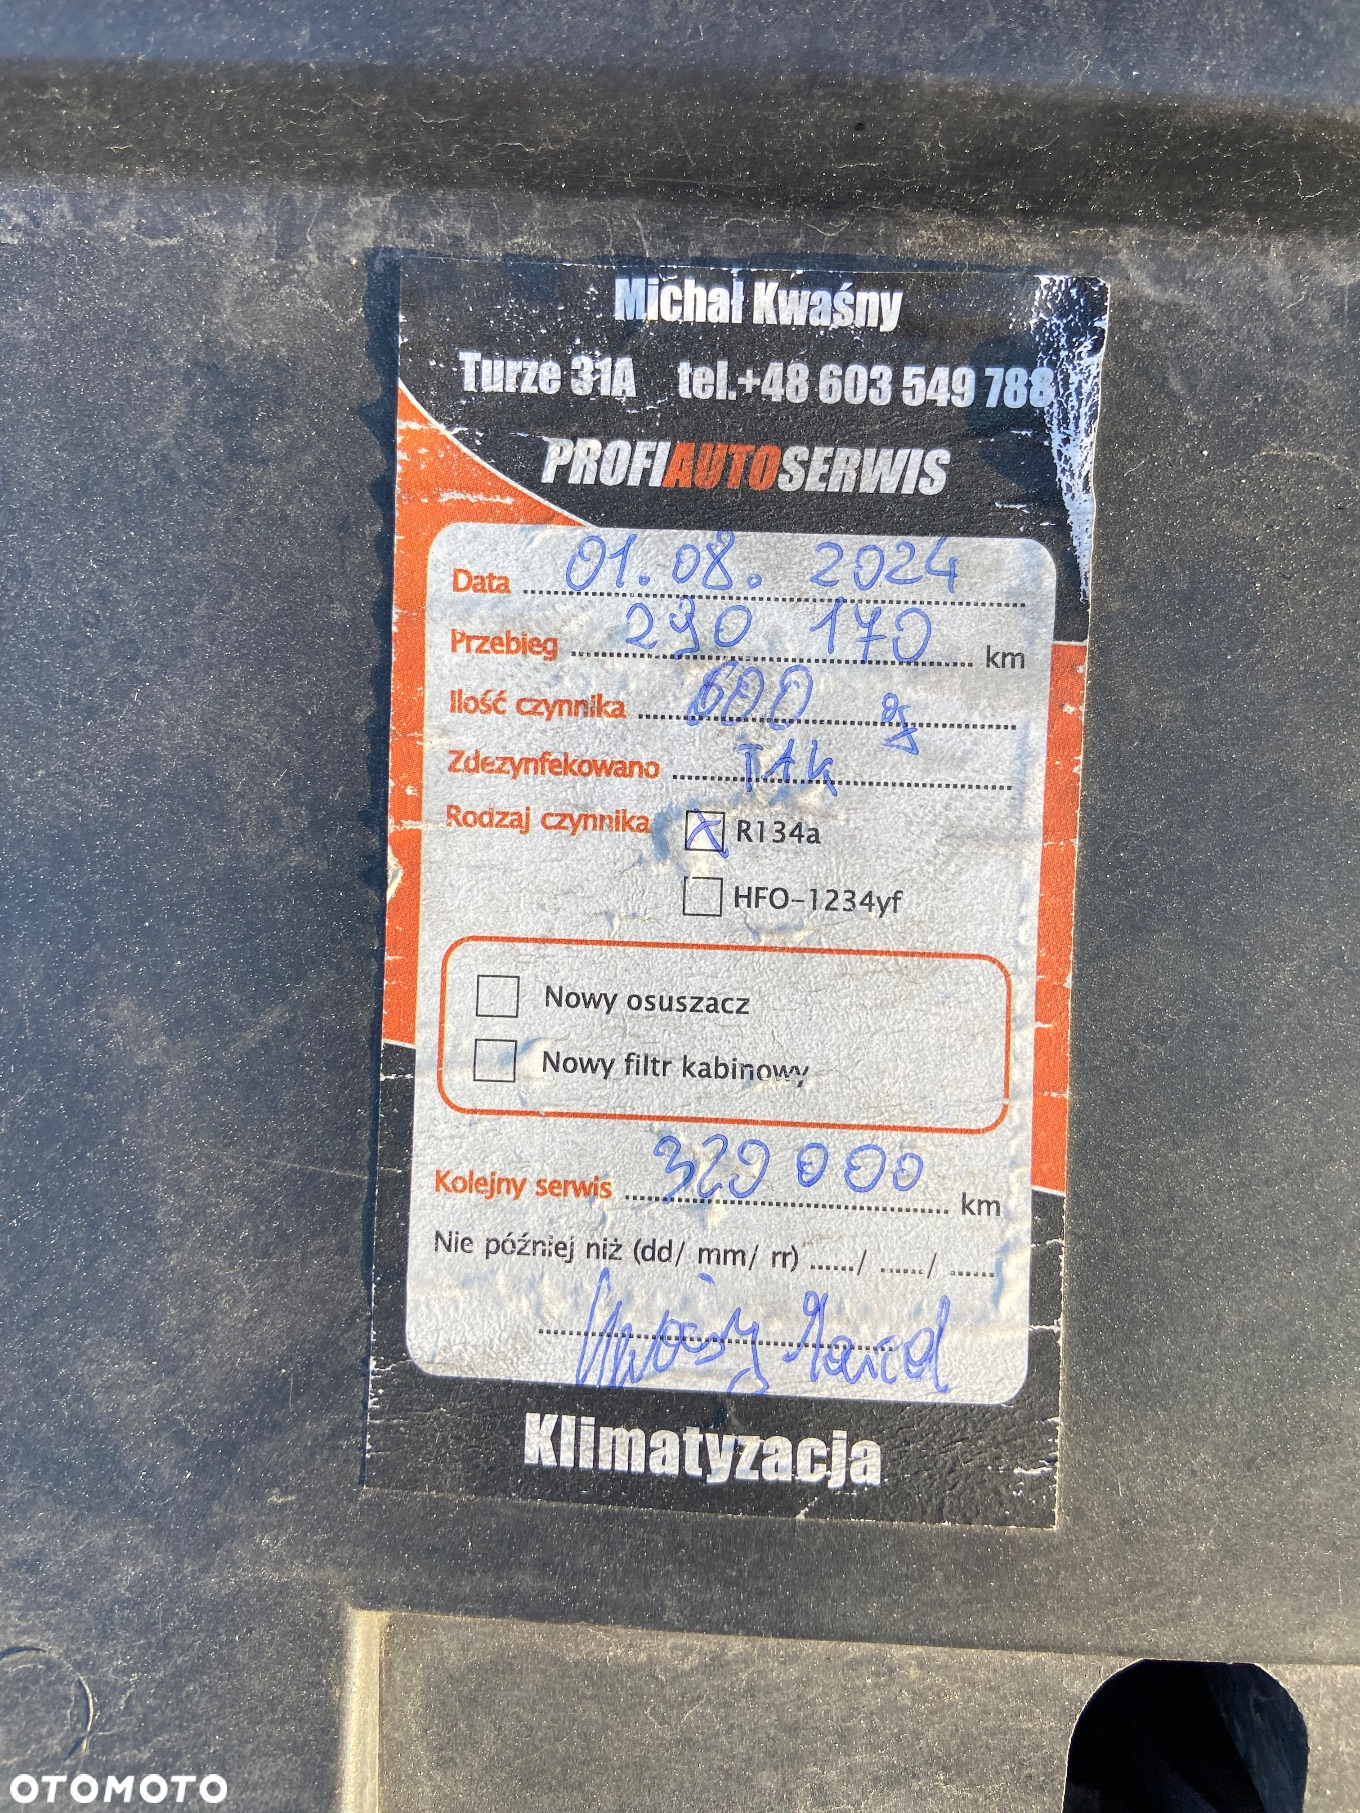 Michał Kwaśny
Turze 31A tel.+48 603 549 788
PROFIAUTOSERWIS
Data 01.08.2024
Przebieg 290 170 km
Ilość czynnika 600 g
Zdezynfekowano TAk
Rodzaj czynnika X R134a
HFO-1234yf
Nowy osuszacz
Nowy filtr kabinowy
Kolejny serwis 320 000 km
Nie później niż (dd/ mm/ rr) ....../ ....../ ......
Klimatyzacja
OTOMOTO